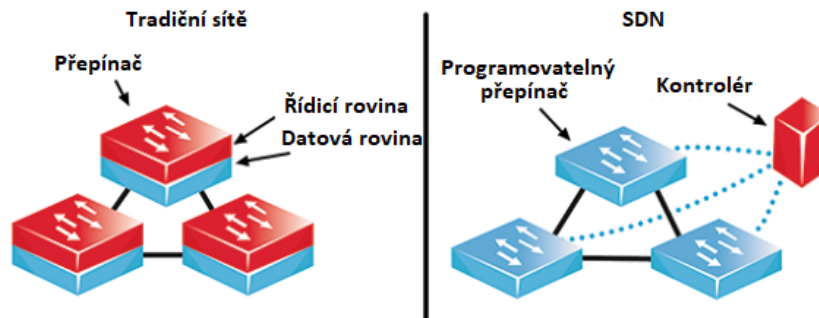 Tradiční sítě
Přepínač
Řídicí rovina
Datová rovina
SDN
Programovatelný
přepínač
Kontrolér